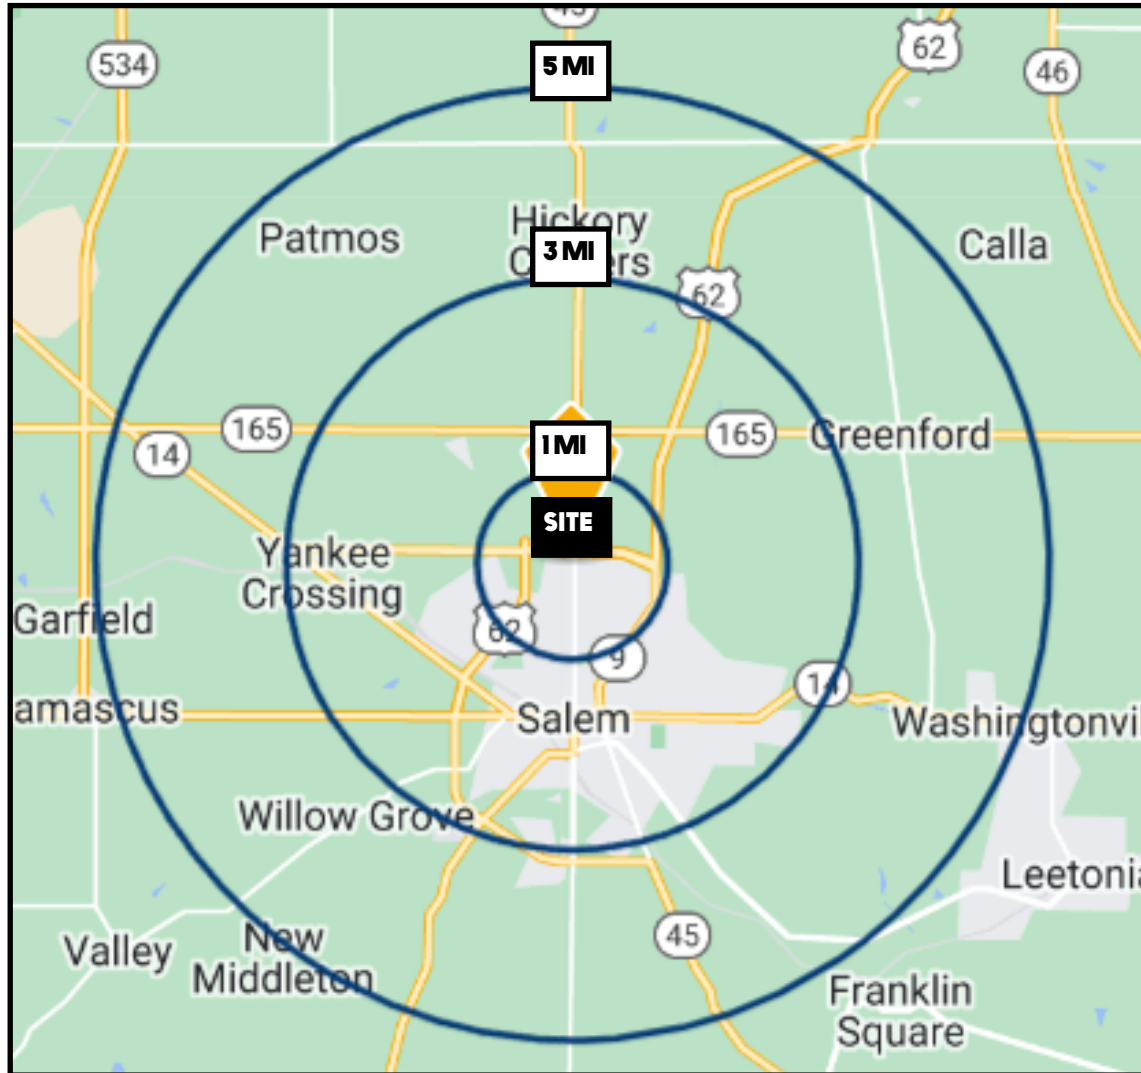 45
5 MI
534
62
46
Patmos
Hickory
3 MI
Calla
62
165
1 MI
165
Greenford
14
SITE
Yankee
Crossing
Garfield
62
9
14
amascus
Salem
Washingtonvi
Willow Grove
Leetonia
45
New
Middleton
Valley
Franklin
Square